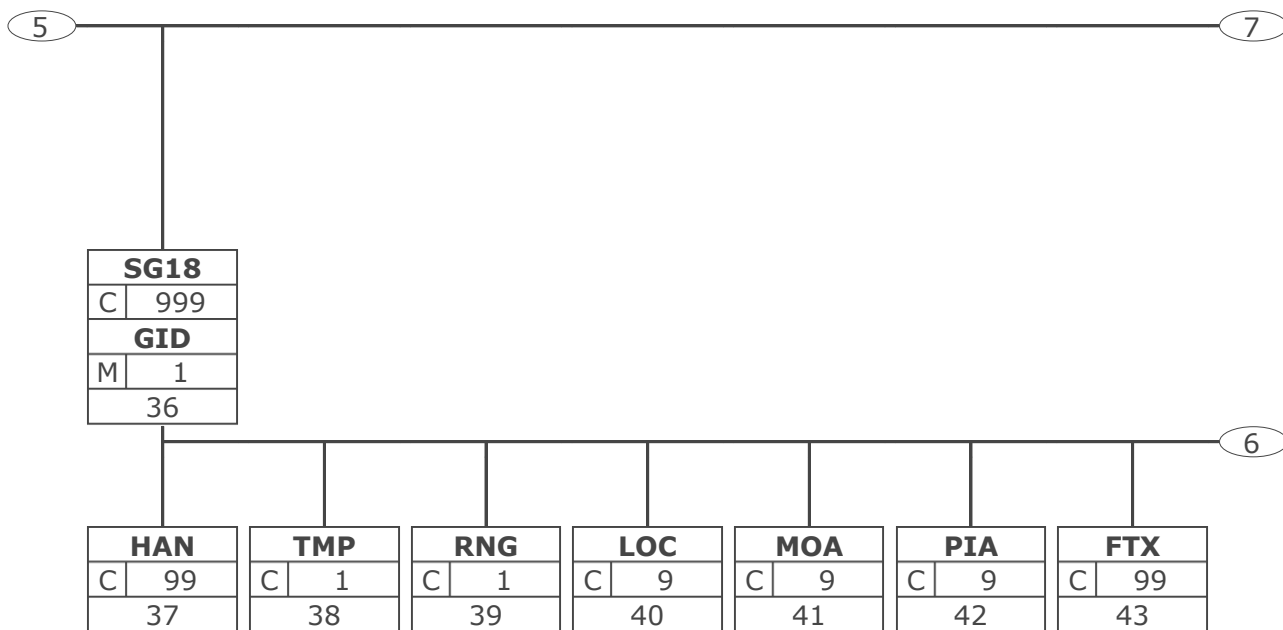 5 7
SG18
C 999
GID
M 1
36
6
HAN TMP RNG LOC MOA PIA FTX
C 99 C 1 C 1 C 9 C 9 C 9 C 99
37 38 39 40 41 42 43